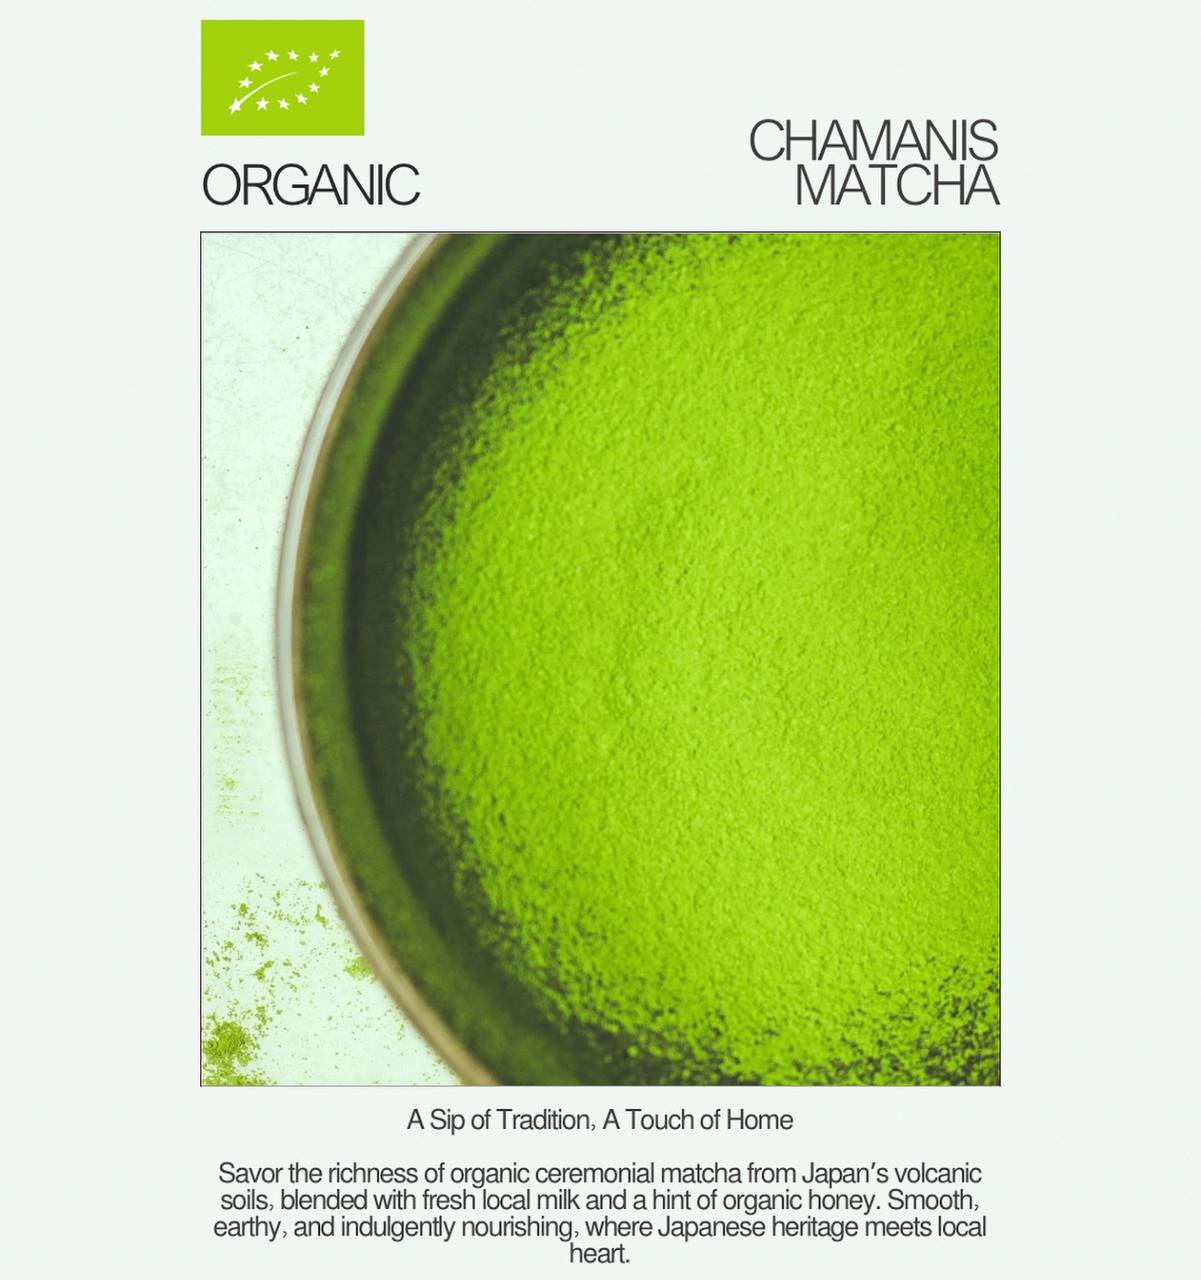 ORGANIC
CHAMANIS
MATCHA
A Sip of Tradition, A Touch of Home
Savor the richness of organic ceremonial matcha from Japan's volcanic
soils, blended with fresh local milk and a hint of organic honey. Smooth,
earthy, and indulgently nourishing, where Japanese heritage meets local
heart.